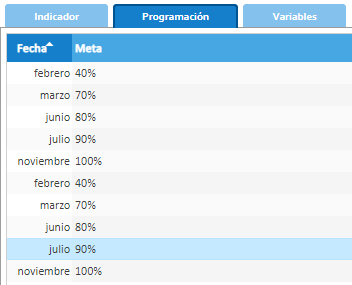 Indicador Programación Variables
Fecha Meta
febrero 40%
marzo 70%
junio 80%
julio 90%
noviembre 100%
febrero 40%
marzo 70%
junio 80%
julio 90%
noviembre 100%